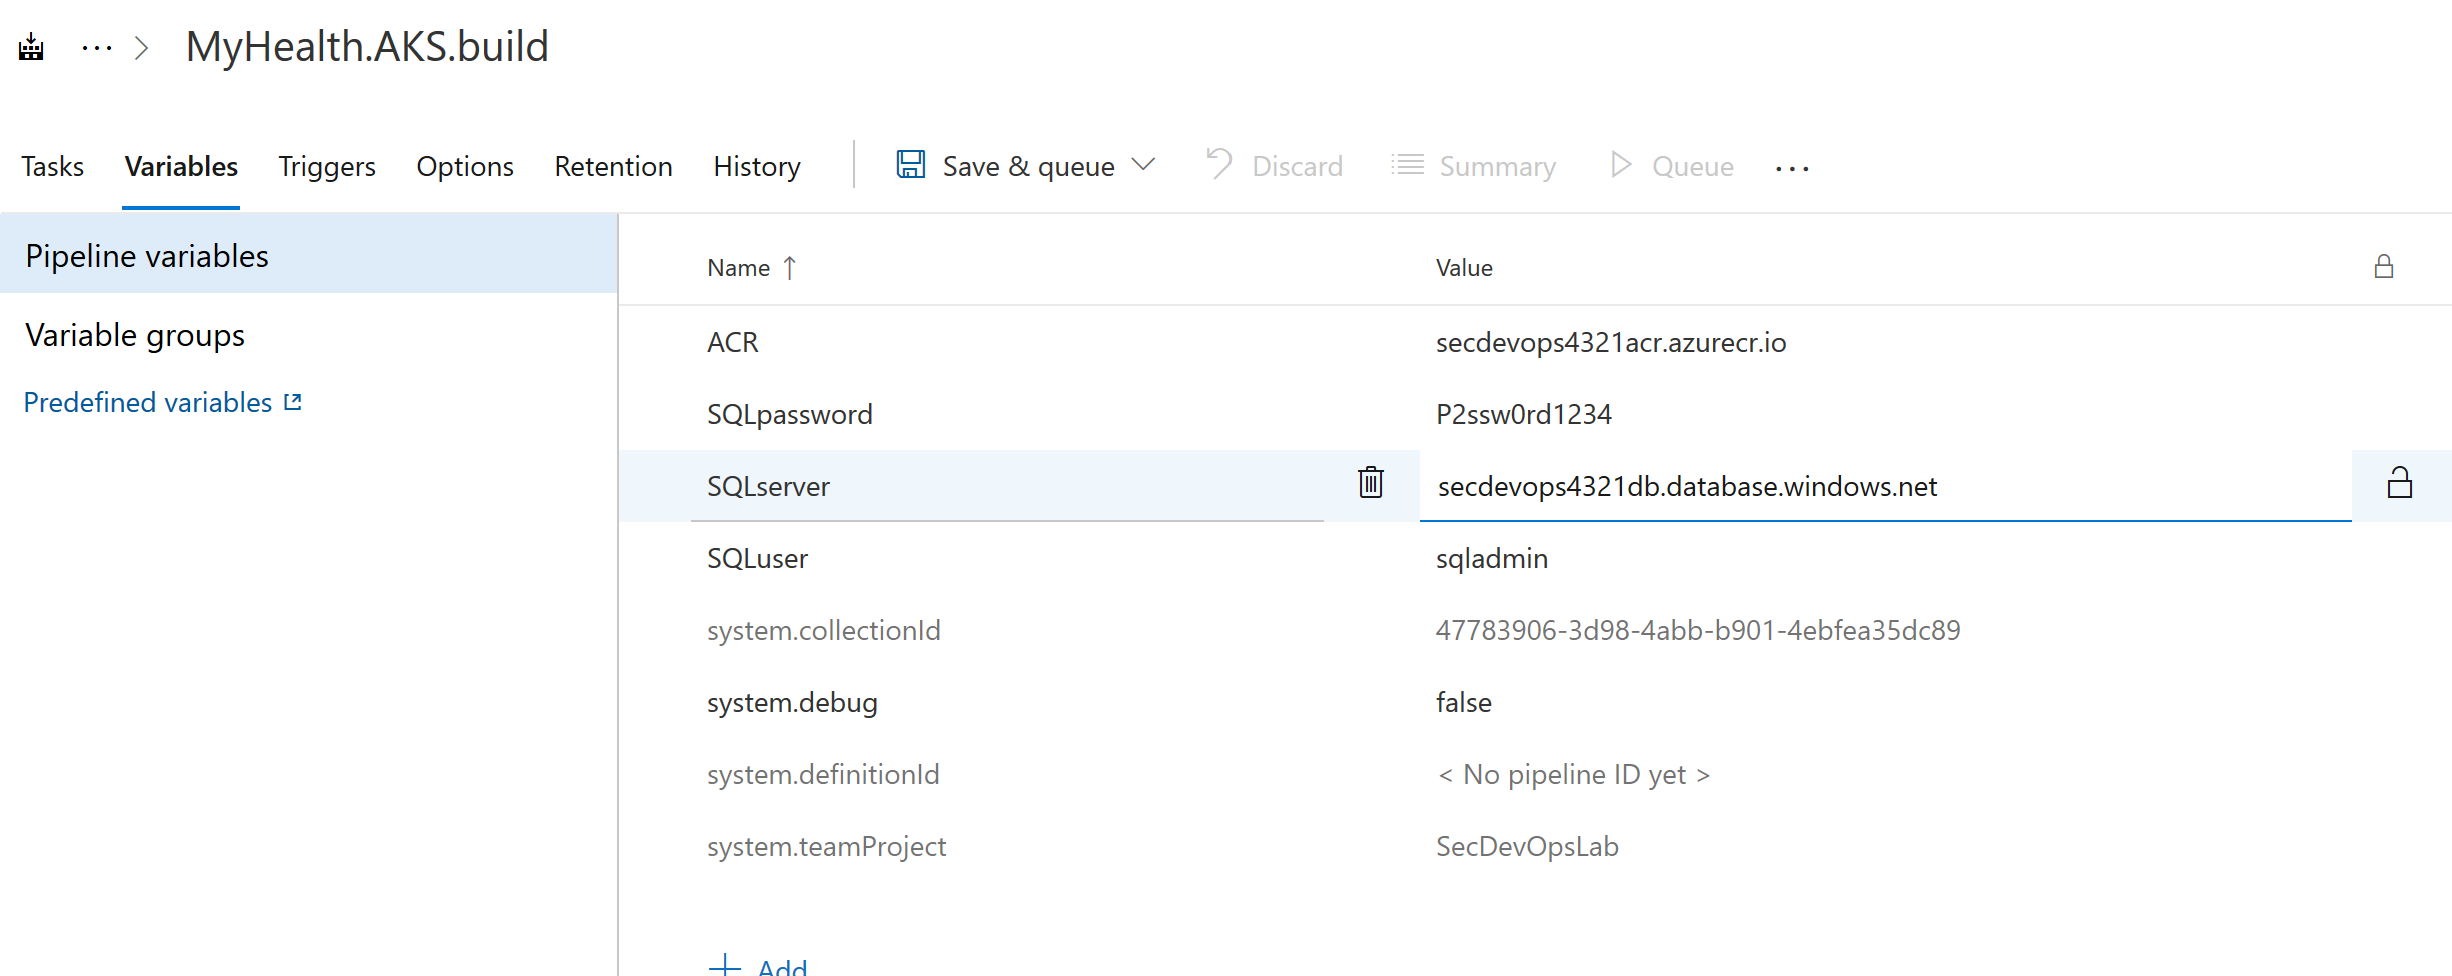 ... > MyHealth.AKS.build
Tasks Variables Triggers Options Retention History Save & queue Discard Summary Queue ...
Pipeline variables
Variable groups
Predefined variables
Name ↑ Value
ACR secdevops4321acr.azurecr.io
SQLpassword P2ssw0rd1234
SQLserver secdevops4321db.database.windows.net
SQLuser sqladmin
system.collectionId 47783906-3d98-4abb-b901-4ebfea35dc89
system.debug false
system.definitionId < No pipeline ID yet >
system.teamProject SecDevOpsLab
+ Add